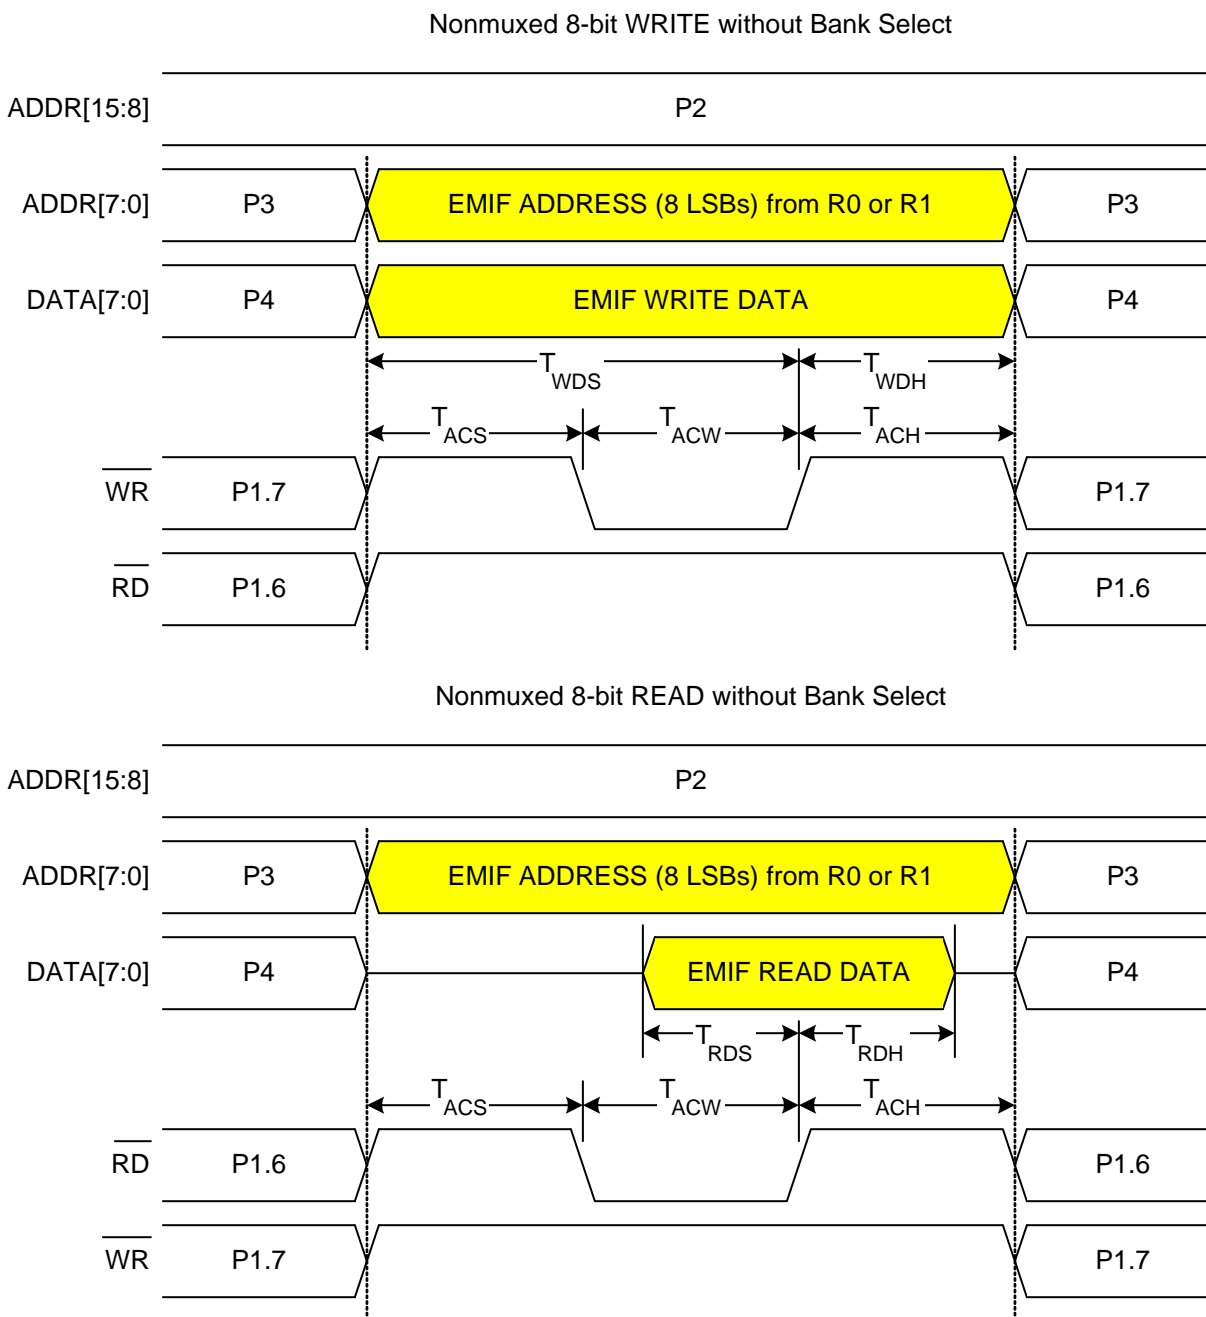 Nonmuxed 8-bit WRITE without Bank Select
ADDR[15:8] P2
ADDR[7:0] P3 EMIF ADDRESS (8 LSBs) from R0 or R1 P3
DATA[7:0] P4 EMIF WRITE DATA P4
TWDS TWDH
TACS TACW TACH
WR P1.7 P1.7
RD P1.6 P1.6
Nonmuxed 8-bit READ without Bank Select
ADDR[15:8] P2
ADDR[7:0] P3 EMIF ADDRESS (8 LSBs) from R0 or R1 P3
DATA[7:0] P4 EMIF READ DATA P4
TRDS TRDH
TACS TACW TACH
RD P1.6 P1.6
WR P1.7 P1.7